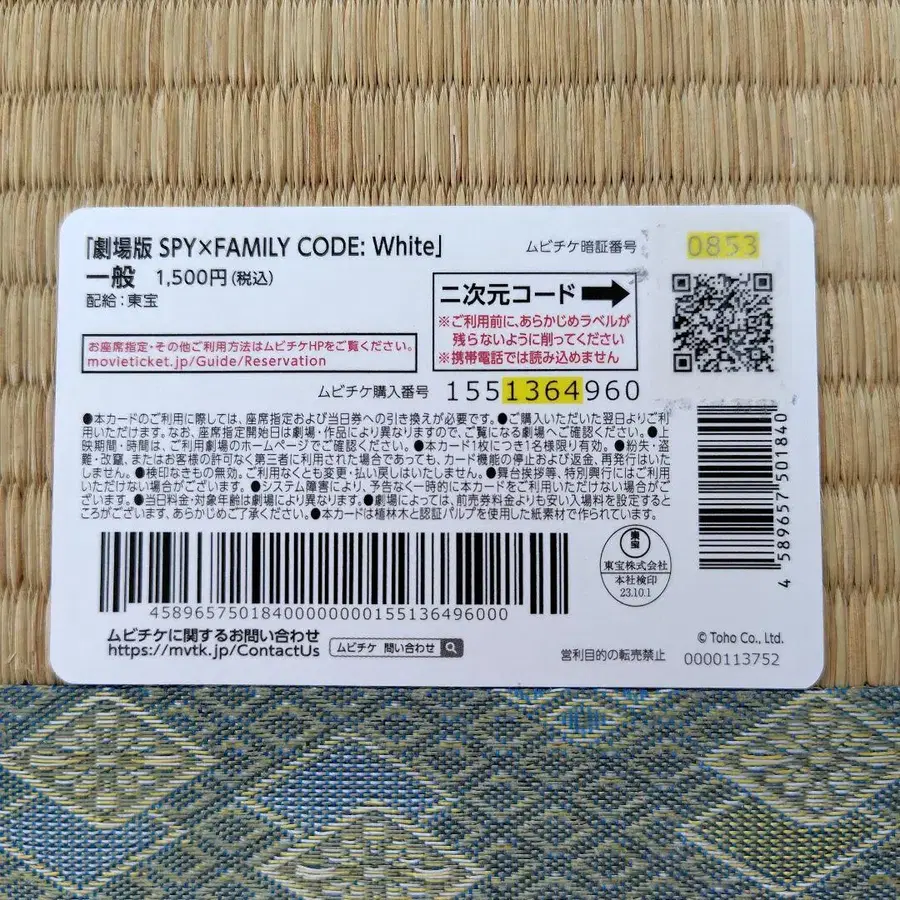 「劇場版 SPY×FAMILY CODE: White」
一般 1,500円(税込)
配給:東宝
ムビチケ暗証番号 0853
二次元コード
※ご利用前に、あらかじめラベルが
残らないように削ってください
※携帯電話では読み込めません
お座席指定・その他ご利用方法はムビチケHPをご覧ください。
movieticket.jp/Guide/Reservation
ムビチケ購入番号 1551364960
●本カードのご利用に際しては、座席指定および当日券への引き換えが必要です。●ご購入いただいた翌日よりご利
用いただけます。なお、座席指定開始日は劇場・作品により異なりますので、ご覧になる劇場へご確認ください。●上
映期間・時間は、ご利用劇場のホームページでご確認ください。●本カード1枚につき1名様限り有効。●紛失・盗
難・改竄、またはお客様の許可なく第三者に利用された場合であっても、カード機能の停止および返金、再発行はいたし
ません。●検印なきもの無効。ご利用なくとも変更・払い戻しはいたしません。●舞台挨拶等、特別興行にはご利用
いただけない場合がございます。●システム障害により、予告なく一時的に本カードをご利用いただけない場合がご
ざいます。●当日料金・対象年齢は劇場により異なります。●劇場によっては、前売券料金よりも安い入場料を設定すると
ころがございます。あらかじめご了承ください。●本カードは植林木と認証パルプを使用した紙素材で作られています。
4 589657 501840
458965750184000000000155136496000
東宝
東宝株式会社
本社検印
23.10.1
ムビチケに関するお問い合わせ
https://mvtk.jp/ContactUs
ムビチケ 問い合わせ
© Toho Co., Ltd.
営利目的の転売禁止 0000113752